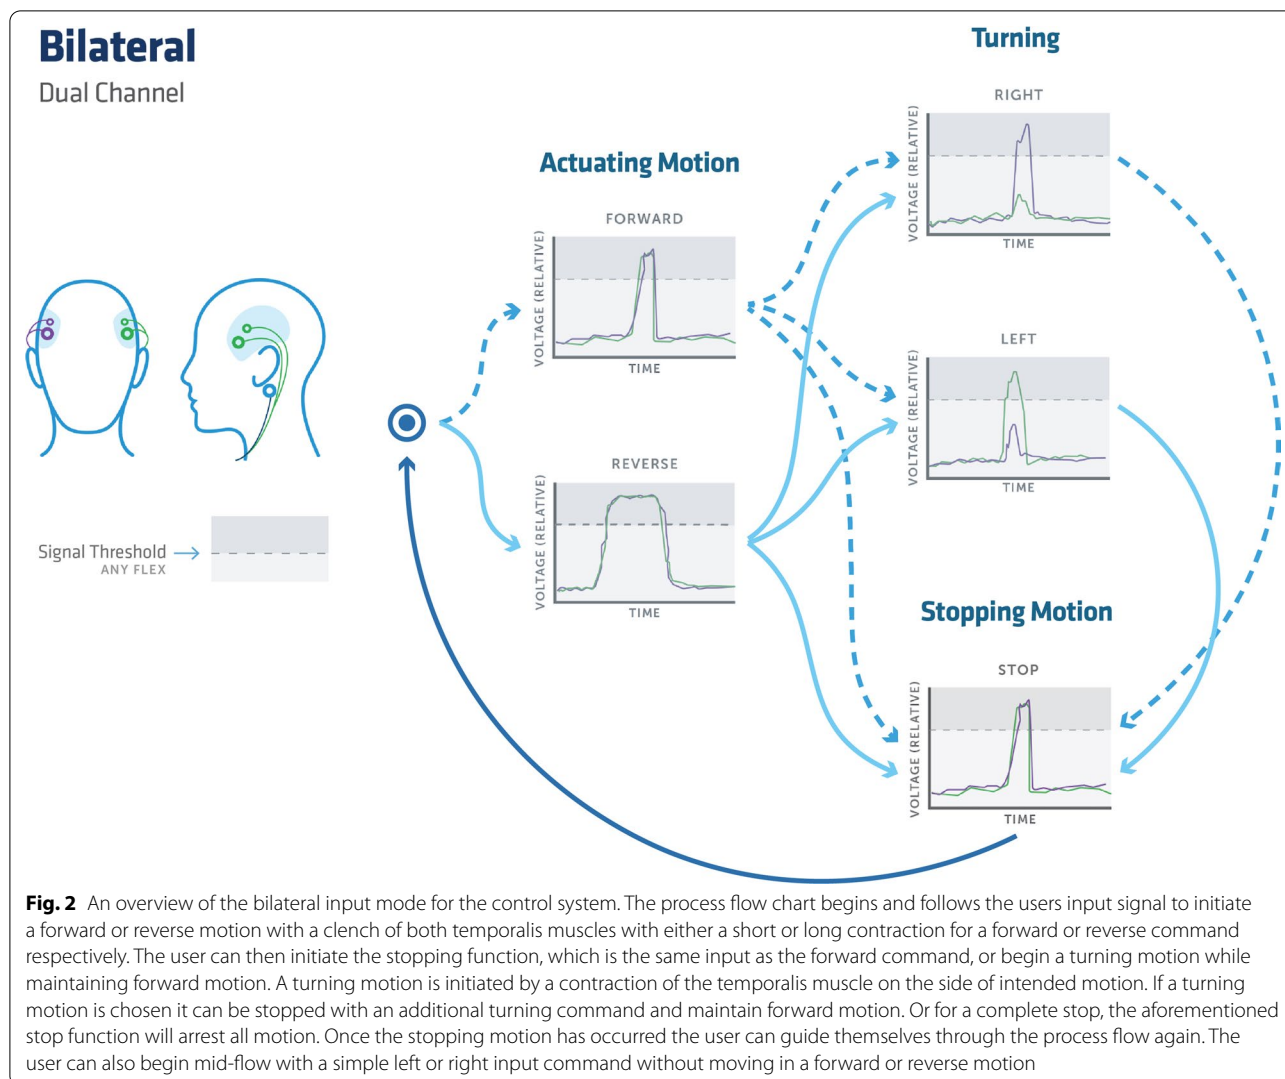 Bilateral
Dual Channel
Turning
RIGHT
VOLTAGE (RELATIVE)
TIME
Actuating Motion
FORWARD
VOLTAGE (RELATIVE)
TIME
LEFT
VOLTAGE (RELATIVE)
TIME
REVERSE
VOLTAGE (RELATIVE)
TIME
Signal Threshold
ANY FLEX
Stopping Motion
STOP
VOLTAGE (RELATIVE)
TIME
Fig. 2 An overview of the bilateral input mode for the control system. The process flow chart begins and follows the users input signal to initiate
a forward or reverse motion with a clench of both temporalis muscles with either a short or long contraction for a forward or reverse command
respectively. The user can then initiate the stopping function, which is the same input as the forward command, or begin a turning motion while
maintaining forward motion. A turning motion is initiated by a contraction of the temporalis muscle on the side of intended motion. If a turning
motion is chosen it can be stopped with an additional turning command and maintain forward motion. Or for a complete stop, the aforementioned
stop function will arrest all motion. Once the stopping motion has occurred the user can guide themselves through the process flow again. The
user can also begin mid-flow with a simple left or right input command without moving in a forward or reverse motion